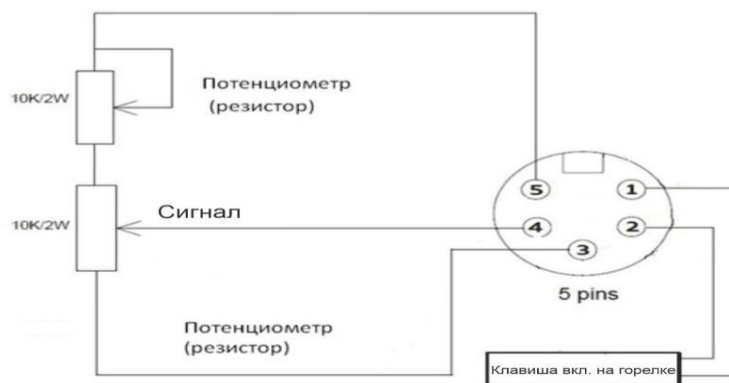 10K/2W
Потенциометр
(резистор)
10K/2W
Сигнал
5
1
4
2
3
5 pins
Потенциометр
(резистор)
Клавиша вкл. на горелке